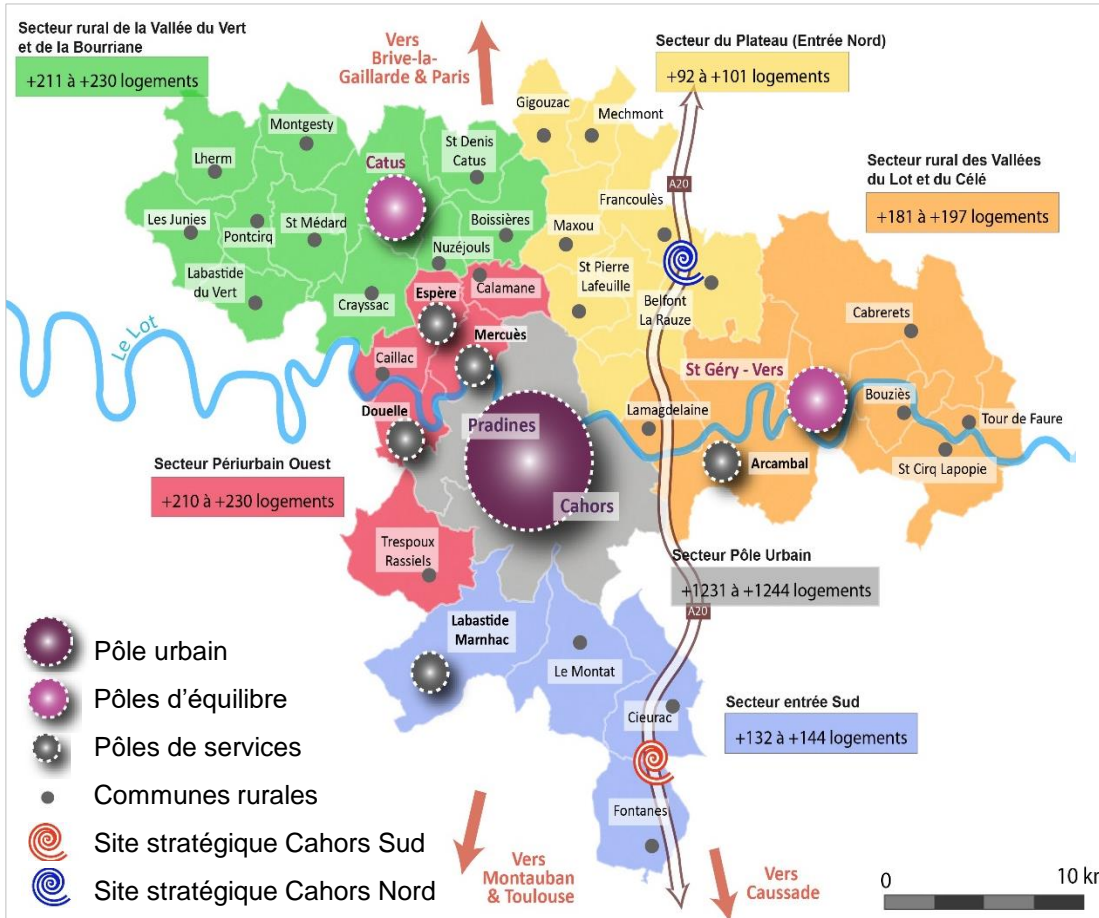 Secteur rural de la Vallée du Vert
et de la Bourriane
+211 à +230 logements
Vers
Brive-la-
Gaillarde & Paris
Secteur du Plateau (Entrée Nord)
+92 à +101 logements
Gigouzac
Mechmont
Montgesty
St Denis
Catus
Lherm
Catus
A20
Secteur rural des Vallées
du Lot et du Célé
+181 à +197 logements
Francoulès
Les Junies
Pontcirq
St Médard
Boissières
Maxou
Nuzéjouls
Labastide
du Vert
Crayssac
Espère
Calamane
St Pierre
Lafeuille
Belfont
La Rauze
Cabrerets
Le Lot
Mercuès
Caillac
St Géry - Vers
Bouziès
Douelle
Pradines
Lamagdelaine
Tour de Faure
St Cirq Lapopie
Arcambal
Secteur Périurbain Ouest
+210 à +230 logements
Cahors
Trespoux
Rassiels
Secteur Pôle Urbain
+1231 à +1244 logements
A20
Labastide
Marnhac
Le Montat
Cieurac
Secteur entrée Sud
+132 à +144 logements
Fontanes
Pôle urbain
Pôles d'équilibre
Pôles de services
Communes rurales
Site stratégique Cahors Sud
Site stratégique Cahors Nord
Vers
Montauban
& Toulouse
Vers
Caussade
0 10 km